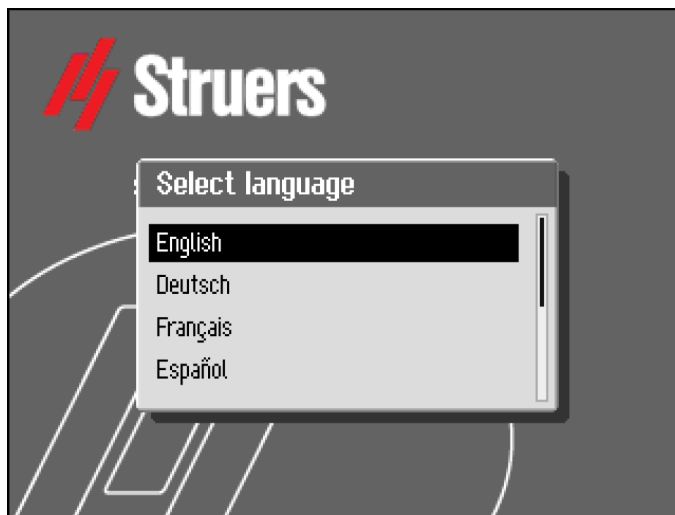 Struers
Select language
English
Deutsch
Français
Español